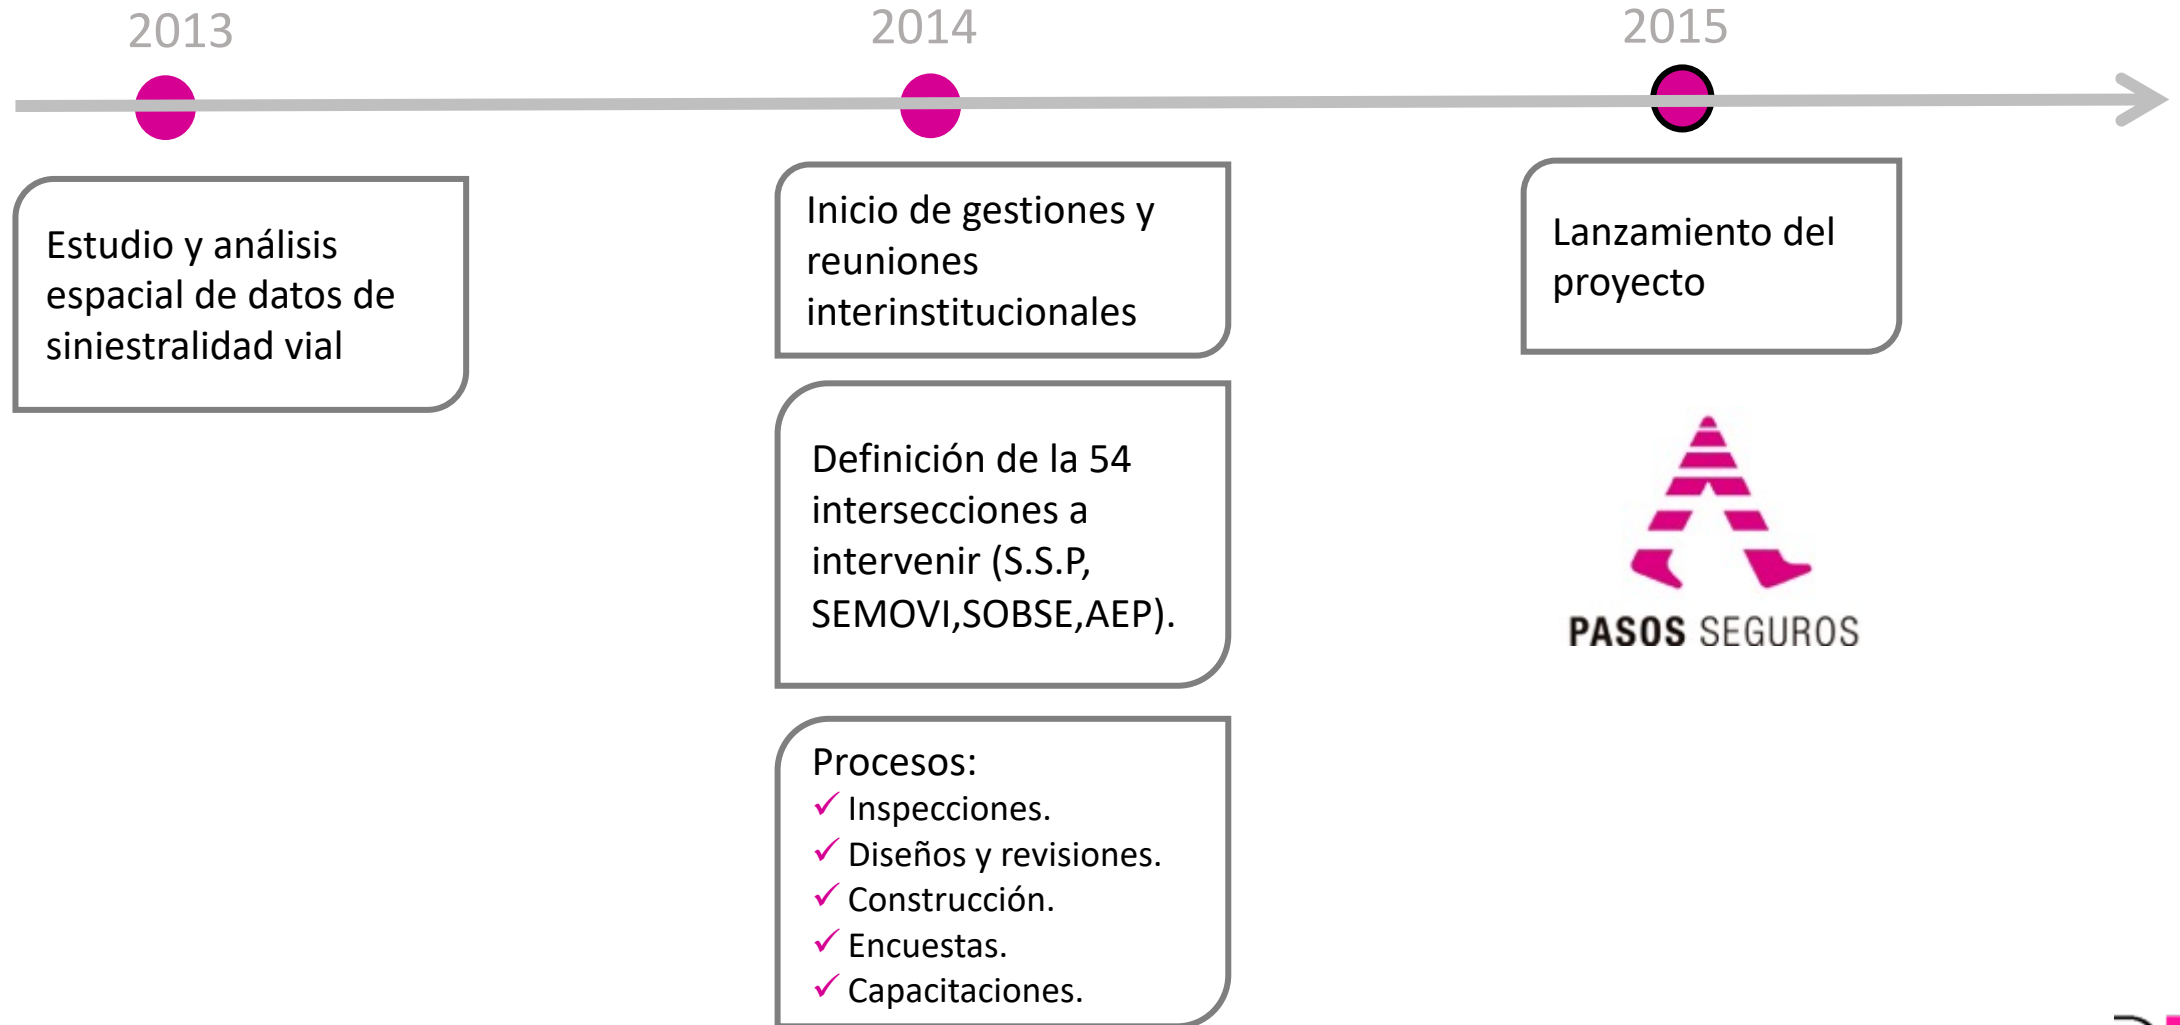 2013
2014
2015
Estudio y análisis
espacial de datos de
siniestralidad vial
Inicio de gestiones y
reuniones
interinstitucionales
Definición de la 54
intersecciones a
intervenir (S.S.P,
SEMOVI,SOBSE,AEP).
Procesos:
✓ Inspecciones.
✓ Diseños y revisiones.
✓ Construcción.
✓ Encuestas.
✓ Capacitaciones.
Lanzamiento del
proyecto
PASOS SEGUROS